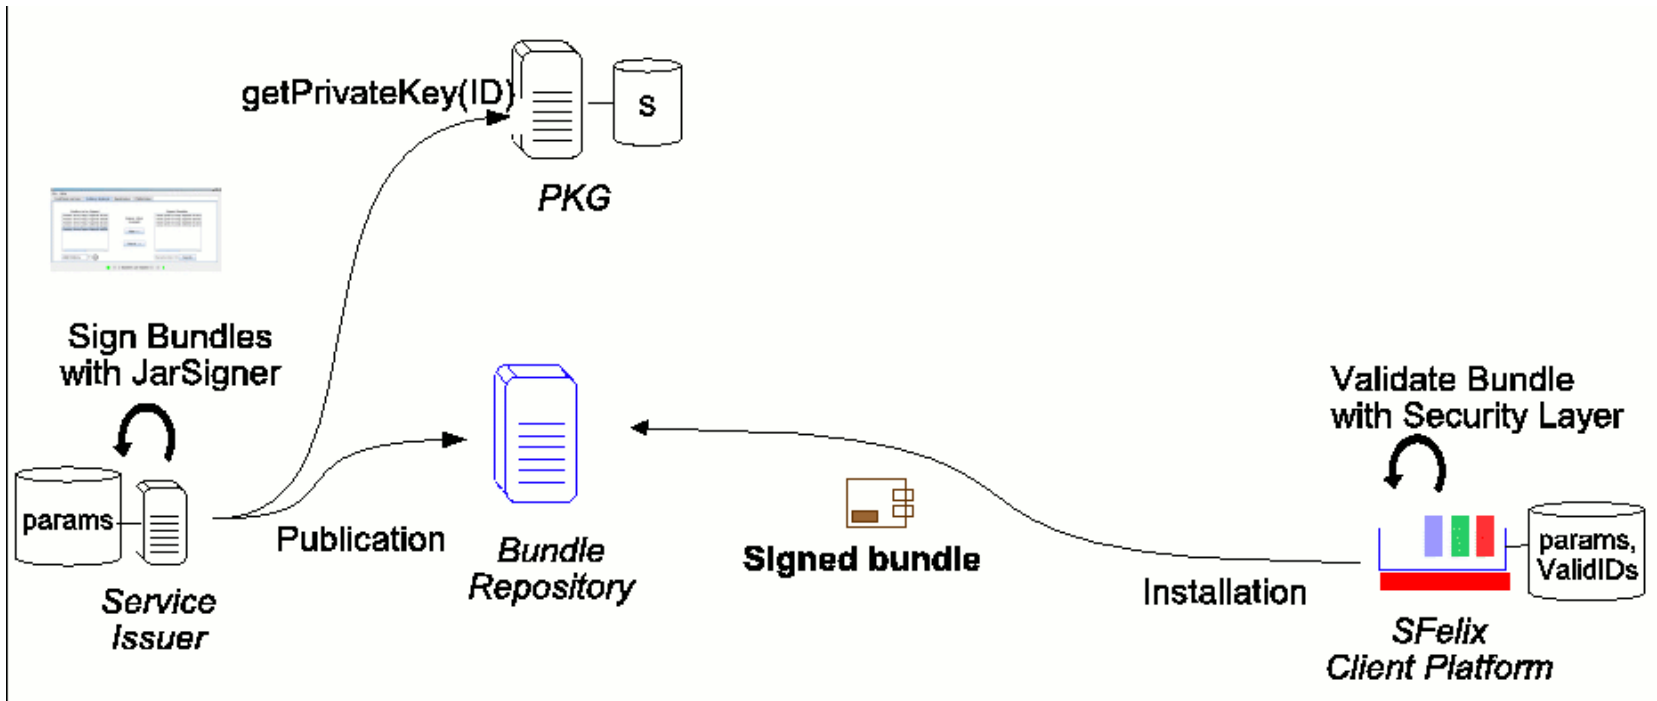 getPrivateKey(ID)
S
PKG
Sign Bundles
with JarSigner
params
Service
Issuer
Publication
Bundle
Repository
Signed bundle
Installation
Validate Bundle
with Security Layer
params,
ValidIDs
SFelix
Client Platform